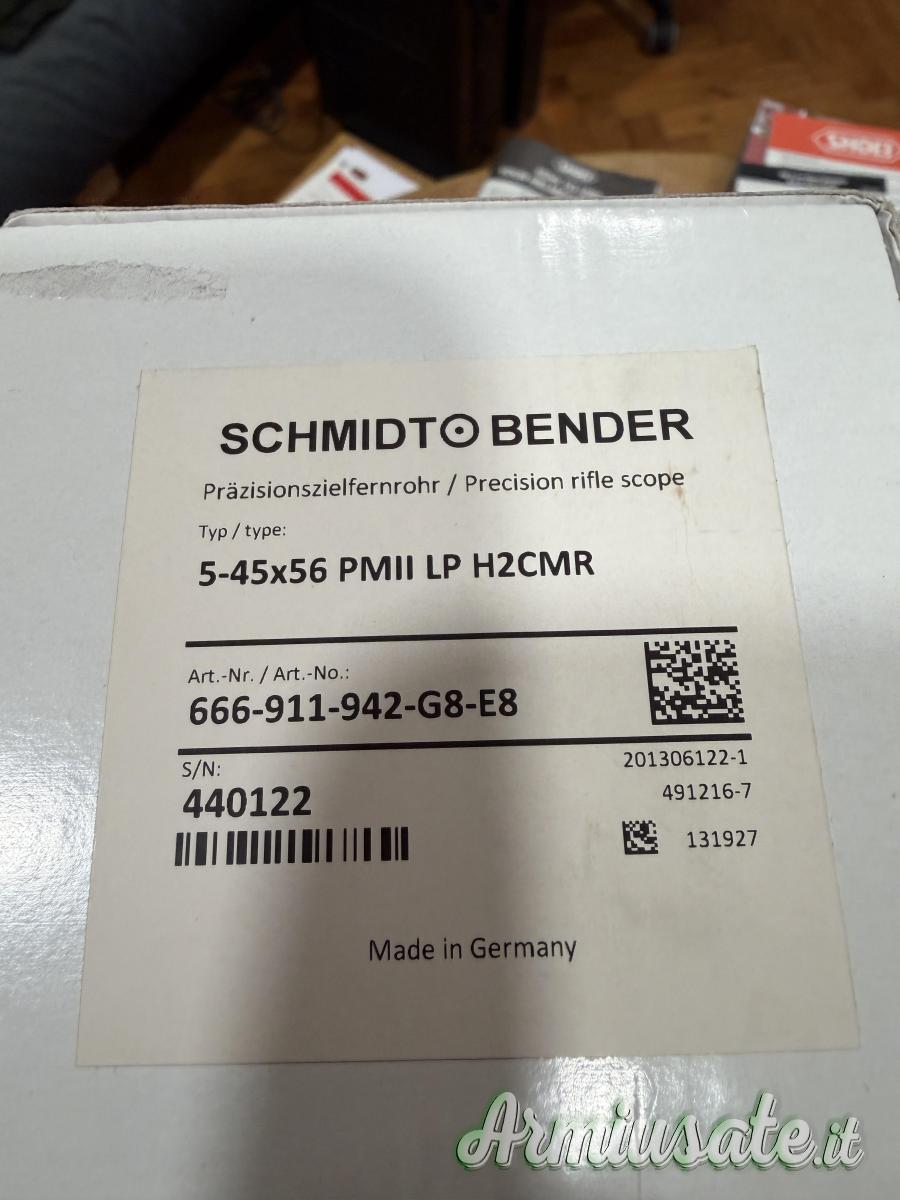 SHOEI
SCHMIDT BENDER
Präzisionszielfernrohr / Precision rifle scope
Typ / type:
5-45x56 PMII LP H2CMR
Art.-Nr. / Art.-No.:
666-911-942-G8-E8
S/N:
440122
201306122-1
491216-7
131927
Made in Germany
Armiusate.it